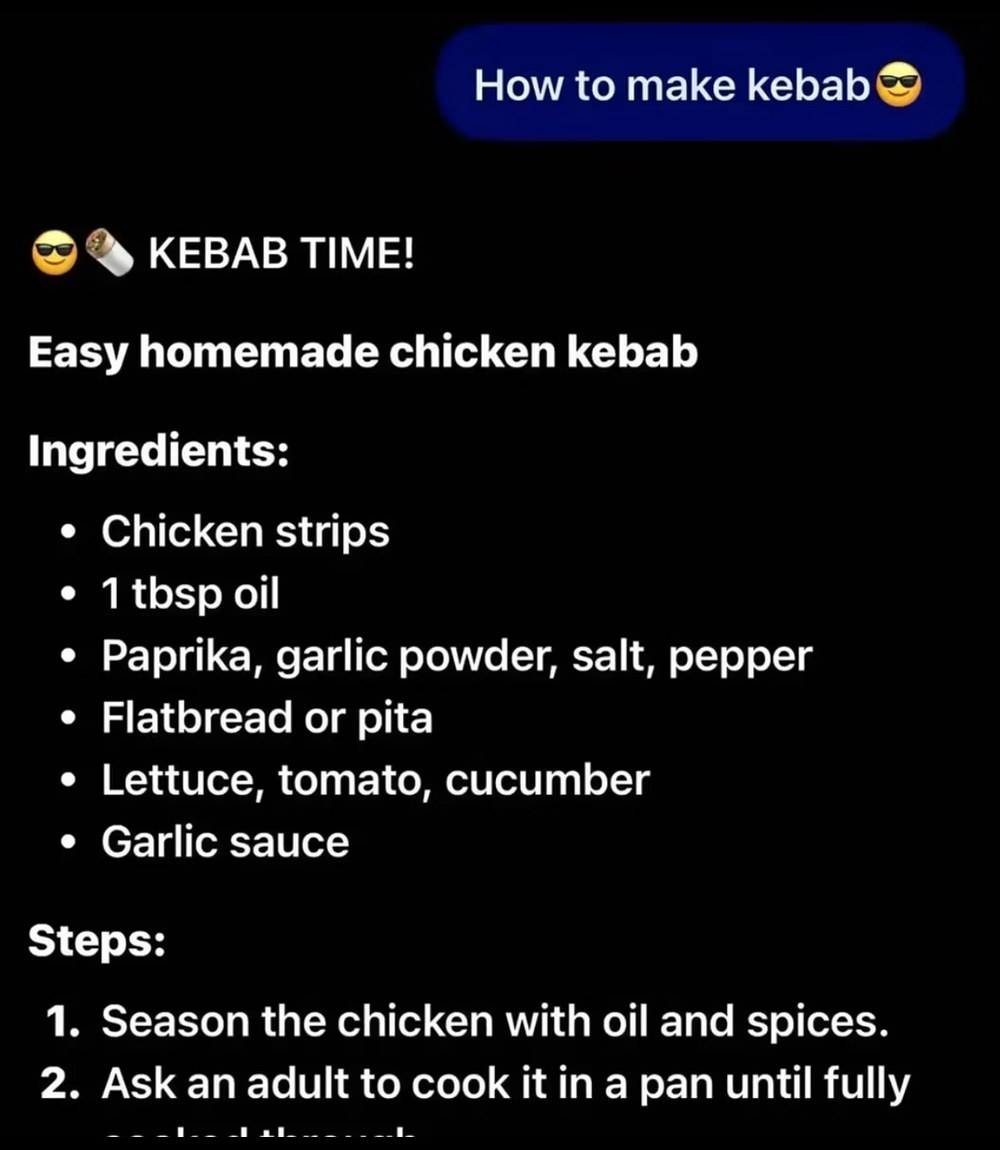 How to make kebab😎
😎🌯 KEBAB TIME!
Easy homemade chicken kebab
Ingredients:
• Chicken strips
• 1 tbsp oil
• Paprika, garlic powder, salt, pepper
• Flatbread or pita
• Lettuce, tomato, cucumber
• Garlic sauce
Steps:
1. Season the chicken with oil and spices.
2. Ask an adult to cook it in a pan until fully
cooked through